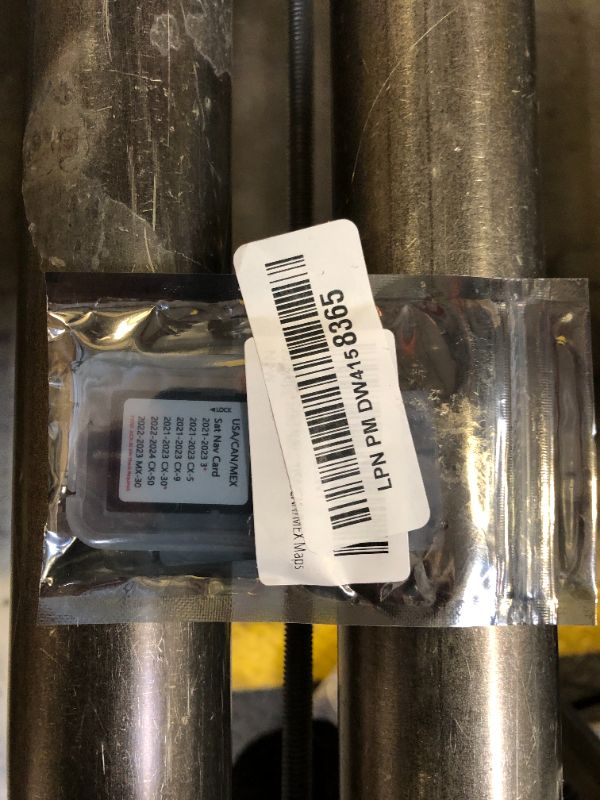 ◄LOCK
USA/CAN/MEX
Sat Nav Card
2021-2023 3*
2021-2023 CX-5
2021-2023 CX-9
2021-2023 CX-30*
2022-2024 CX-50
2022-2023 MX-30
LPN PM DW4158365
Maps